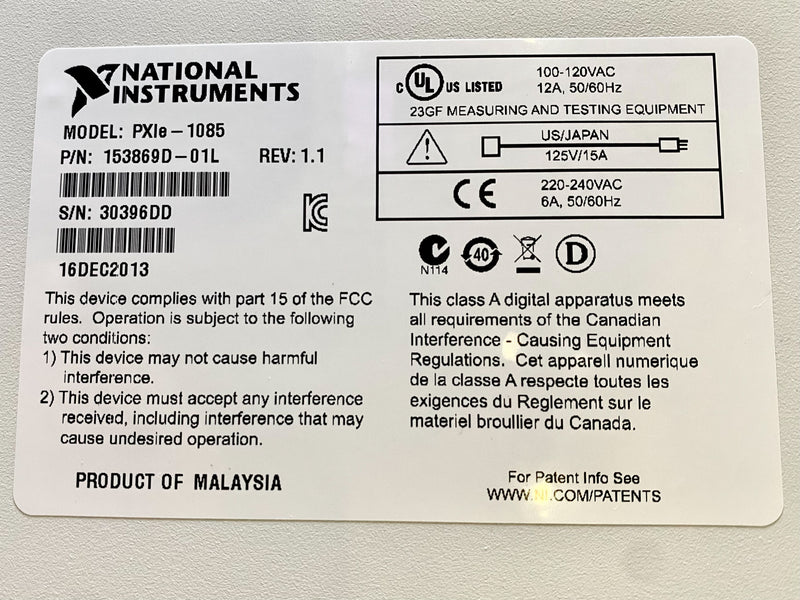 NATIONAL
INSTRUMENTS
MODEL: PXIe-1085
P/N: 153869D-01L REV: 1.1
S/N: 30396DD
16DEC2013
C UL US LISTED
100-120VAC
12A, 50/60Hz
23GF MEASURING AND TESTING EQUIPMENT
US/JAPAN
125V/15A
CE
220-240VAC
6A, 50/60Hz
N114
40
D
This device complies with part 15 of the FCC
rules. Operation is subject to the following
two conditions:
1) This device may not cause harmful
interference.
2) This device must accept any interference
received, including interference that may
cause undesired operation.
This class A digital apparatus meets
all requirements of the Canadian
Interference - Causing Equipment
Regulations. Cet appareil numerique
de la classe A respecte toutes les
exigences du Reglement sur le
materiel broullier du Canada.
PRODUCT OF MALAYSIA
For Patent Info See
WWW.NI.COM/PATENTS